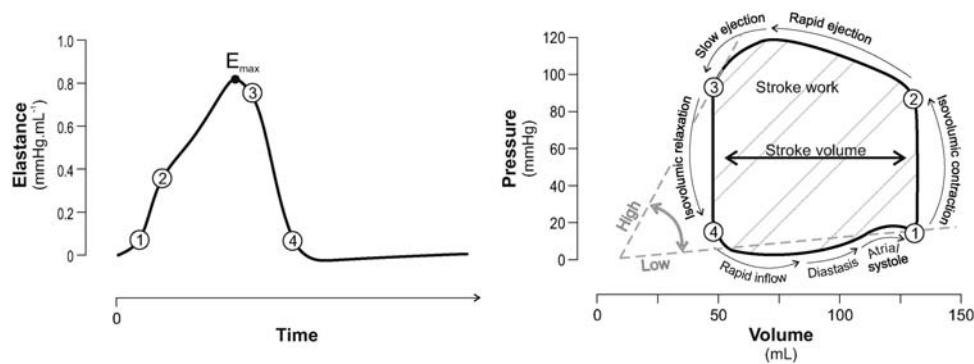 1.0
0.8
0.6
0.4
0.2
0
Elastance
(mmHg.mL⁻¹)
Emax
1
2
3
4
0
Time
120
100
80
60
40
20
0
Pressure
(mmHg)
Slow ejection
Rapid ejection
3
2
Stroke work
Isovolumic relaxation
Stroke volume
Isovolumic contraction
High
Low
4
1
Rapid inflow
Diastasis
Atrial
systole
0
50
100
150
Volume
(mL)